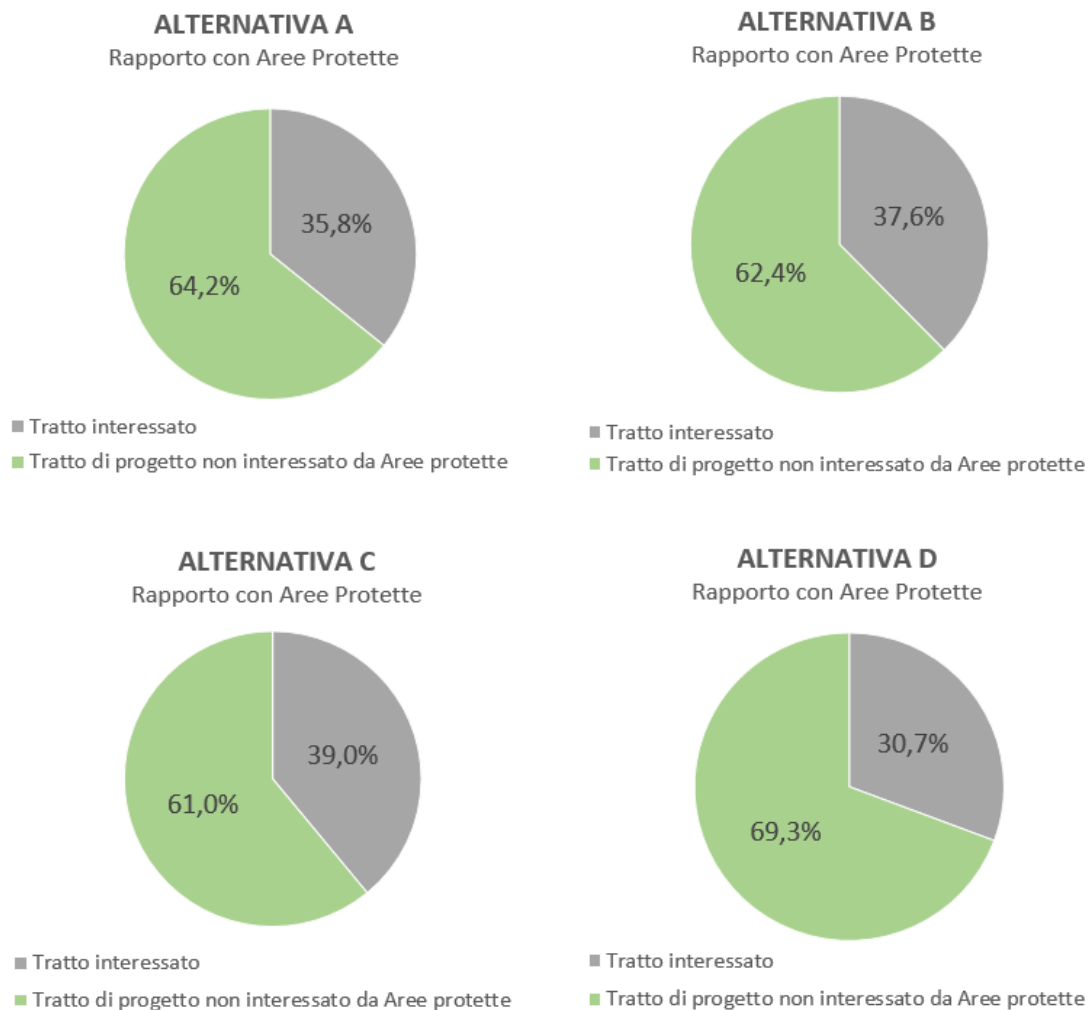 ALTERNATIVA A
Rapporto con Aree Protette
35,8%
64,2%
Tratto interessato
Tratto di progetto non interessato da Aree protette
ALTERNATIVA B
Rapporto con Aree Protette
37,6%
62,4%
Tratto interessato
Tratto di progetto non interessato da Aree protette
ALTERNATIVA C
Rapporto con Aree Protette
39,0%
61,0%
Tratto interessato
Tratto di progetto non interessato da Aree protette
ALTERNATIVA D
Rapporto con Aree Protette
30,7%
69,3%
Tratto interessato
Tratto di progetto non interessato da Aree protette